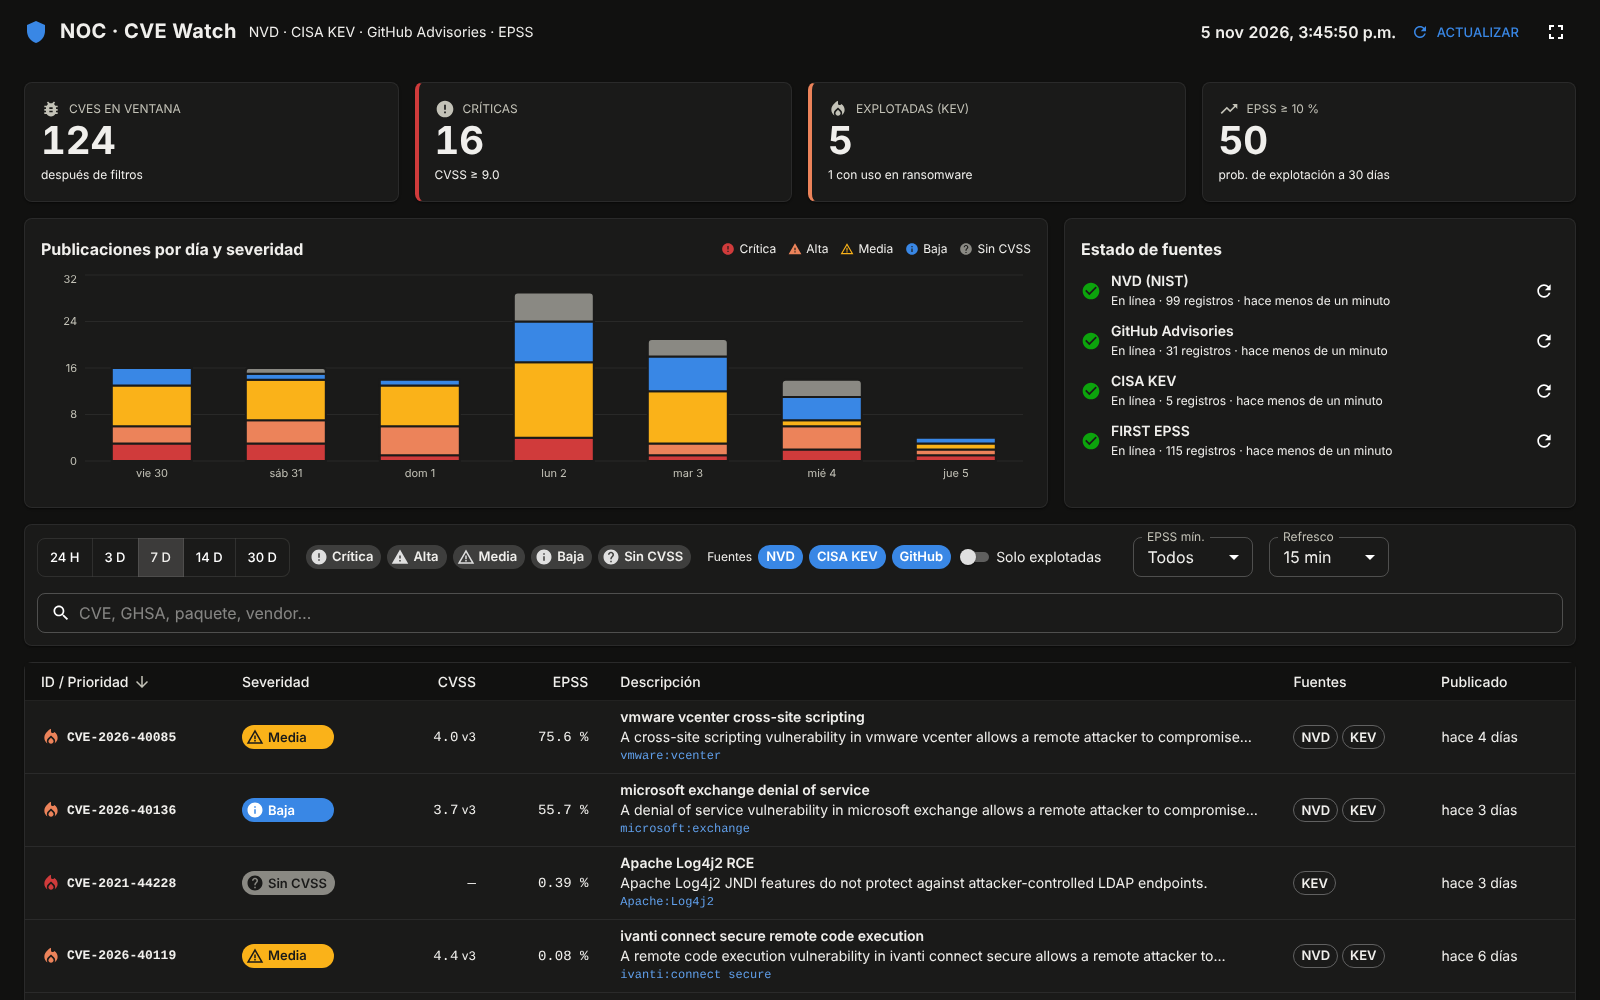 NOC · CVE Watch
NVD · CISA KEV · GitHub Advisories · EPSS
5 nov 2026, 3:45:50 p.m.
ACTUALIZAR
CVES EN VENTANA
124
después de filtros
CRÍTICAS
16
CVSS ≥ 9.0
EXPLOTADAS (KEV)
5
1 con uso en ransomware
EPSS ≥ 10 %
50
prob. de explotación a 30 días
Publicaciones por día y severidad
Crítica Alta Media Baja Sin CVSS
32
24
16
8
0
vie 30 sáb 31 dom 1 lun 2 mar 3 mié 4 jue 5
Estado de fuentes
NVD (NIST)
En línea · 99 registros · hace menos de un minuto
GitHub Advisories
En línea · 31 registros · hace menos de un minuto
CISA KEV
En línea · 5 registros · hace menos de un minuto
FIRST EPSS
En línea · 115 registros · hace menos de un minuto
24 H 3 D 7 D 14 D 30 D
Crítica Alta Media Baja Sin CVSS
Fuentes NVD CISA KEV GitHub
Solo explotadas
EPSS mín.
Todos
Refresco
15 min
CVE, GHSA, paquete, vendor...
ID / Prioridad Severidad CVSS EPSS Descripción Fuentes Publicado
CVE-2026-40085 Media 4.0 v3 75.6 %
vmware vcenter cross-site scripting
A cross-site scripting vulnerability in vmware vcenter allows a remote attacker to compromise...
vmware:vcenter
NVD KEV hace 4 días
CVE-2026-40136 Baja 3.7 v3 55.7 %
microsoft exchange denial of service
A denial of service vulnerability in microsoft exchange allows a remote attacker to compromise...
microsoft:exchange
NVD KEV hace 3 días
CVE-2021-44228 Sin CVSS — 0.39 %
Apache Log4j2 RCE
Apache Log4j2 JNDI features do not protect against attacker-controlled LDAP endpoints.
Apache:Log4j2
KEV hace 3 días
CVE-2026-40119 Media 4.4 v3 0.08 %
ivanti connect secure remote code execution
A remote code execution vulnerability in ivanti connect secure allows a remote attacker to...
ivanti:connect secure
NVD KEV hace 6 días